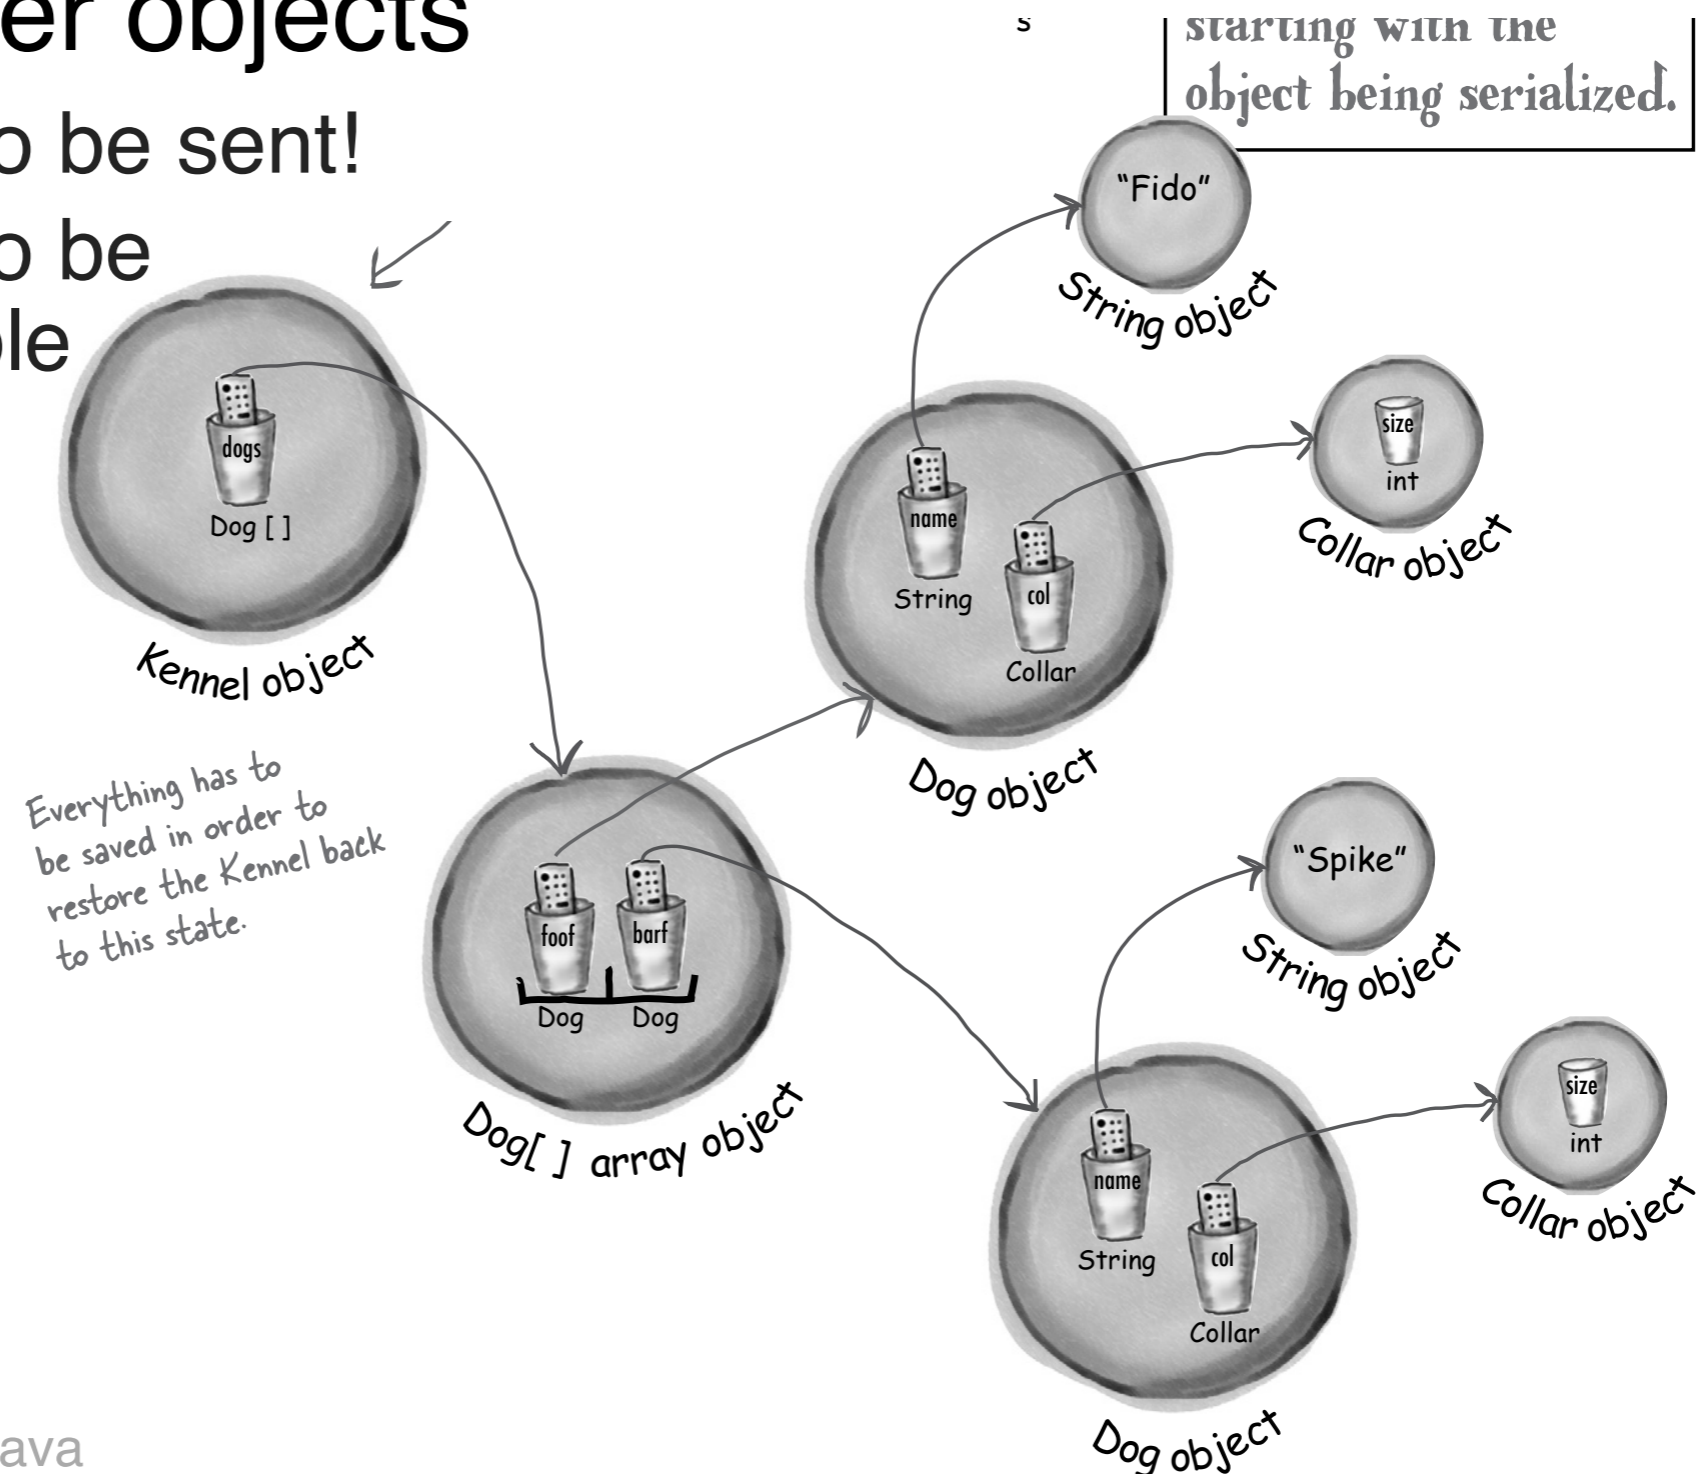 er objects
o be sent!
o be
ole
s
starting with the
object being serialized.
"Fido"
String object
size
int
Collar object
dogs
Dog [ ]
Kennel object
name
String
col
Collar
Dog object
Everything has to
be saved in order to
restore the Kennel back
to this state.
foof
barf
Dog
Dog
Dog[ ] array object
"Spike"
String object
size
int
Collar object
name
String
col
Collar
Dog object
ava